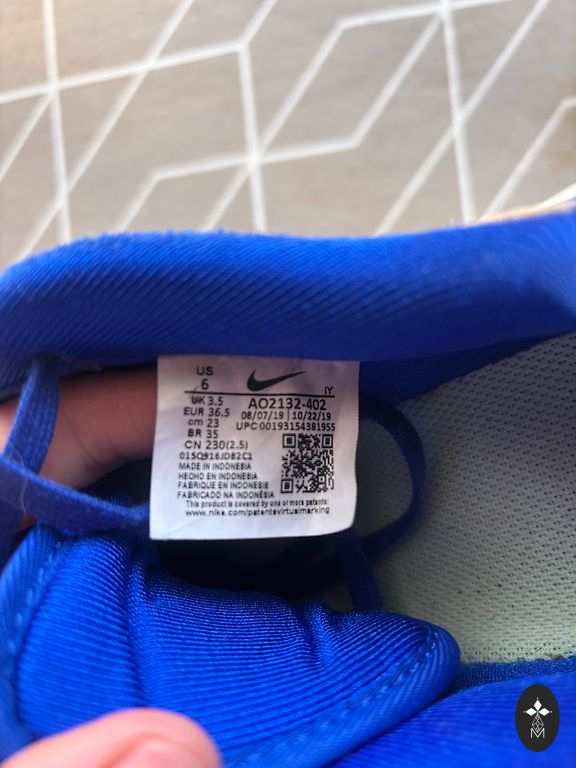 US
6
UK 3.5
EUR 36.5
cm 23
BR 35
CN 230(2.5)
IY
AO2132-402
08/07/19 | 10/22/19
UPC 00193154381955
015Q916JD82C1
MADE IN INDONESIA
HECHO EN INDONESIA
FABRIQUE EN INDONESIE
FABRICADO NA INDONÉSIA
This product is covered by one or more patents:
www.nike.com/patentsvirtualmarking
M